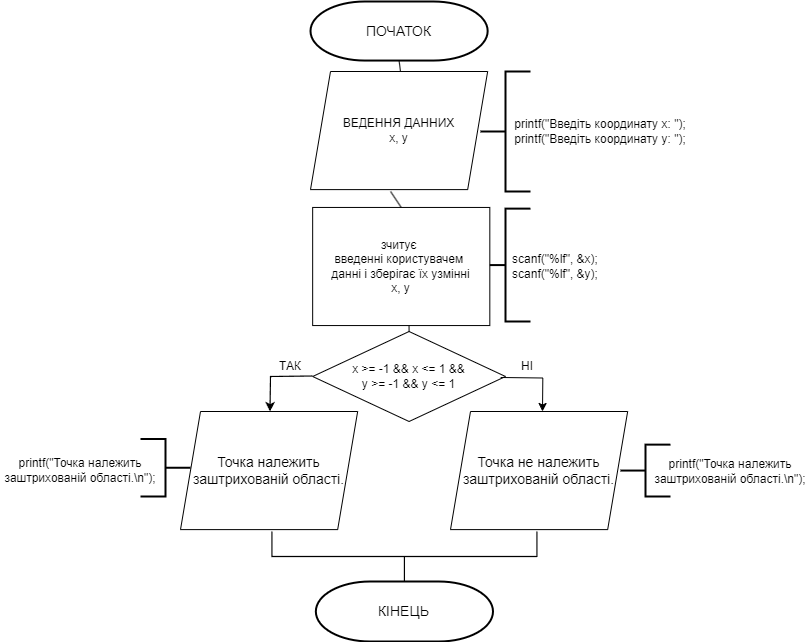 ПОЧАТОК
ВЕДЕННЯ ДАННИХ
x, y
printf("Введіть координату x: ");
printf("Введіть координату y: ");
зчитує
введенні користувачем
данні і зберігає їх узмінні
x, y
scanf("%lf", &x);
scanf("%lf", &y);
x >= -1 && x <= 1 &&
y >= -1 && y <= 1
ТАК
НІ
printf("Точка належить
заштрихованій області.\n");
Точка належить
заштрихованій області.
Точка не належить
заштрихованій області.
printf("Точка належить
заштрихованій області.\n");
КІНЕЦЬ